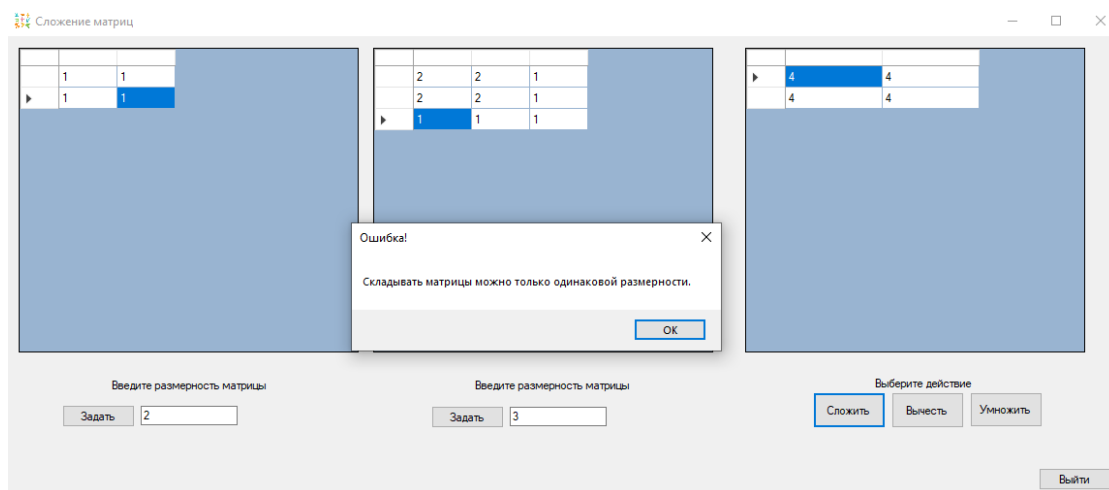 Сложение матриц
1 1
1 1
2 2 1
2 2 1
1 1 1
4 4
4 4
Ошибка!
Складывать матрицы можно только одинаковой размерности.
OK
Введите размерность матрицы
Задать 2
Введите размерность матрицы
Задать 3
Выберите действие
Сложить Вычесть Умножить
Выйти